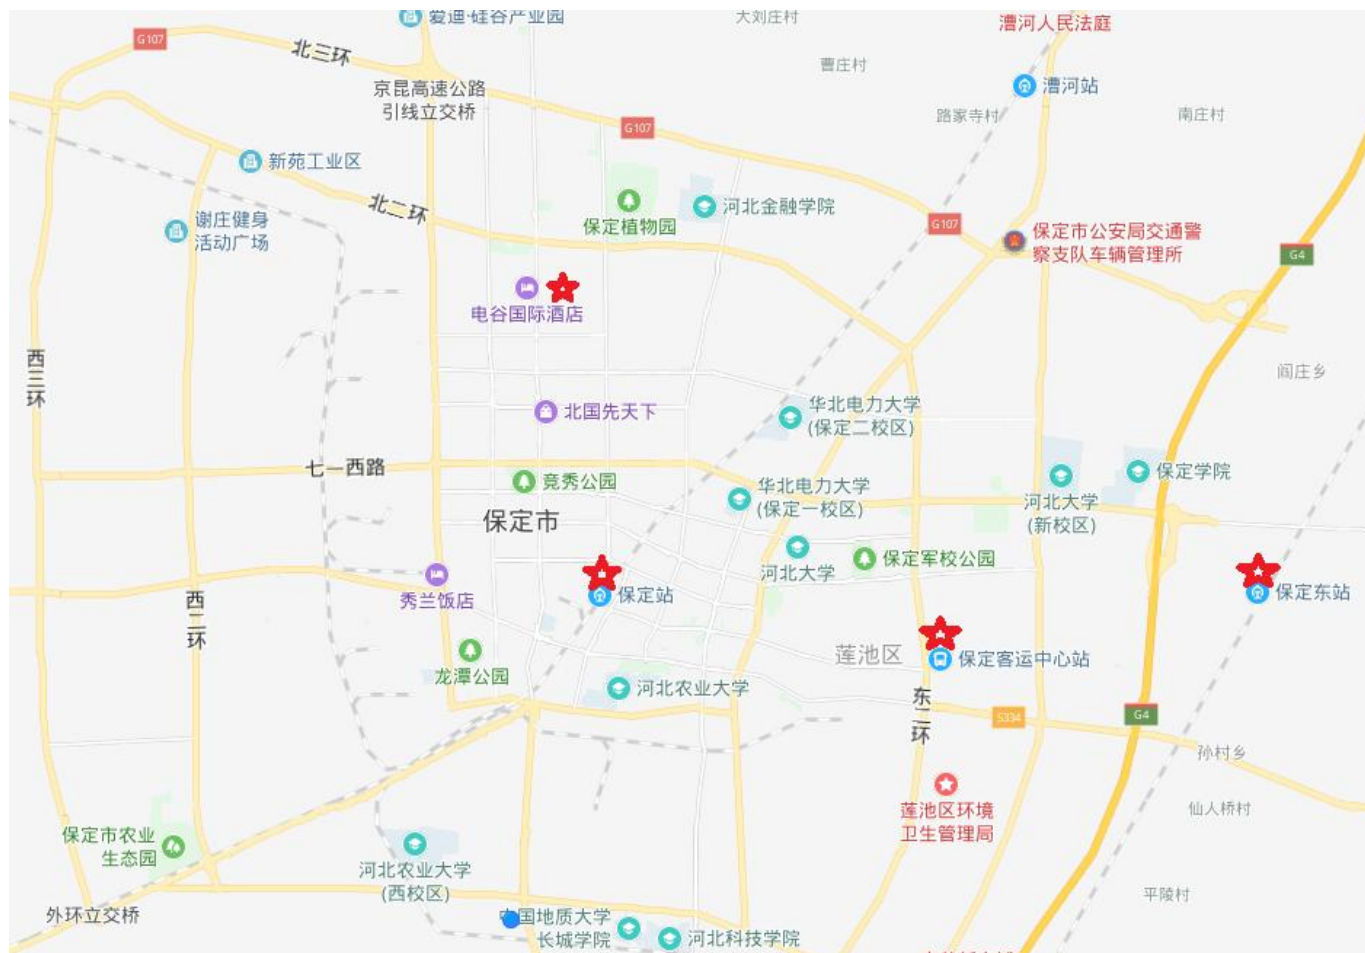 爱迪·硅谷产业园
大刘庄村
漕河人民法庭
G107
北三环
曹庄村
京昆高速公路
引线立交桥
漕河站
路家寺村
南庄村
G107
新苑工业区
北二环
谢庄健身
活动广场
保定植物园
河北金融学院
G107
保定市公安局交通警
察支队车辆管理所
G4
电谷国际酒店
西三环
阎庄乡
北国先天下
华北电力大学
(保定二校区)
七一西路
竞秀公园
华北电力大学
(保定一校区)
河北大学
(新校区)
保定学院
保定市
河北大学
保定军校公园
秀兰饭店
保定站
保定东站
西二环
龙潭公园
莲池区
保定客运中心站
河北农业大学
东二环
S334
G4
孙村乡
莲池区环境
卫生管理局
仙人桥村
保定市农业
生态园
河北农业大学
(西校区)
平陵村
外环立交桥
中国地质大学
长城学院
河北科技学院